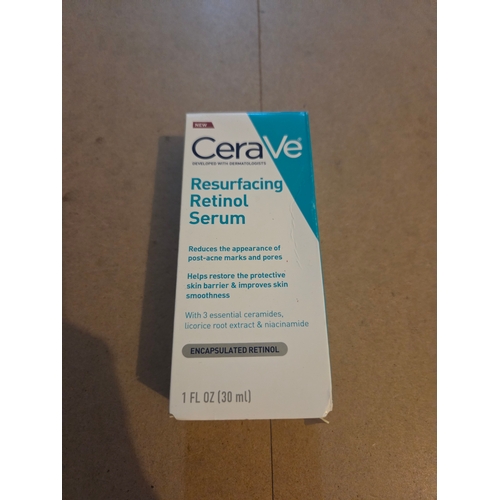 NEW
CeraVe
DEVELOPED WITH DERMATOLOGISTS
Resurfacing
Retinol
Serum
Reduces the appearance of
post-acne marks and pores
Helps restore the protective
skin barrier & improves skin
smoothness
With 3 essential ceramides,
licorice root extract & niacinamide
ENCAPSULATED RETINOL
1 FL OZ (30 ml)